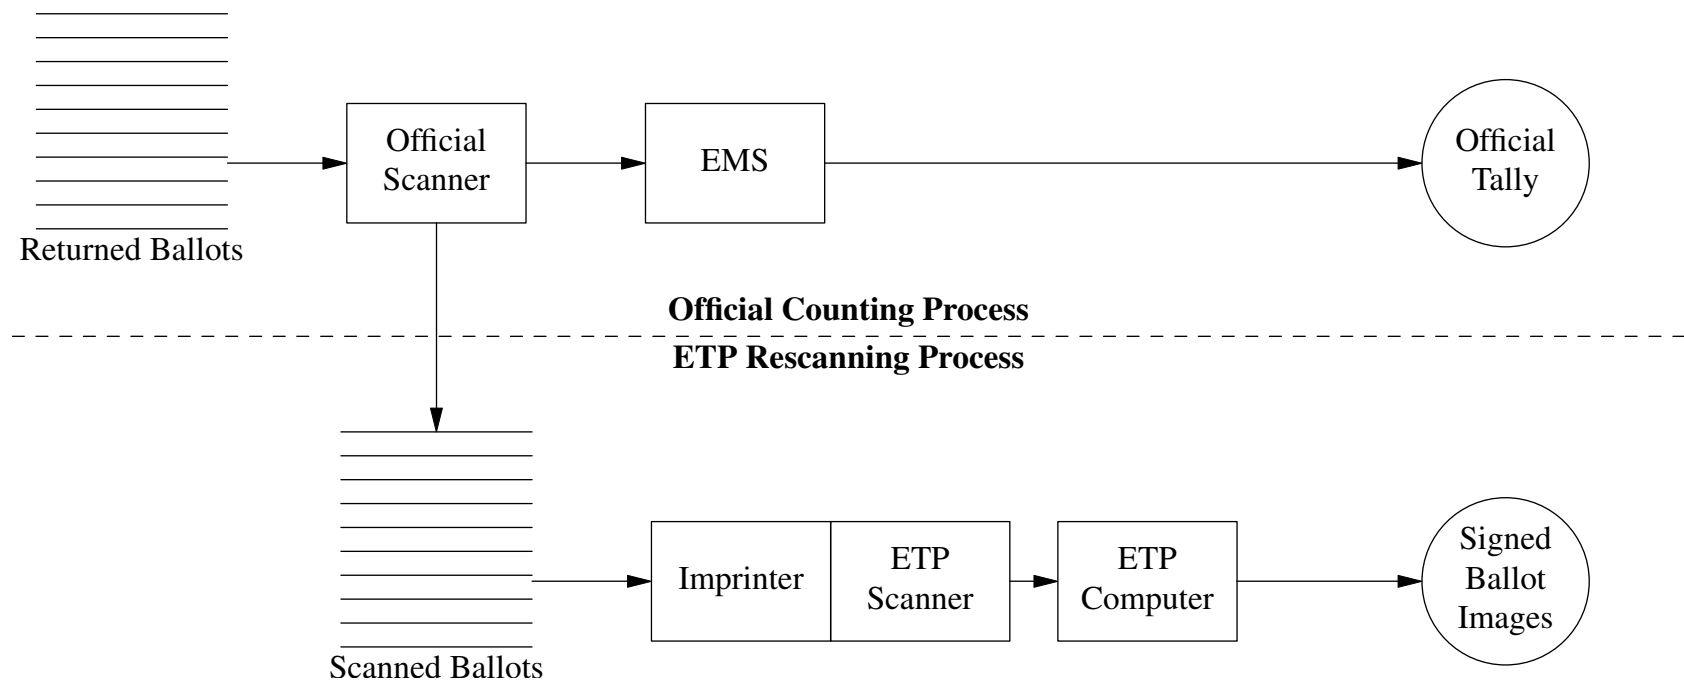 Returned Ballots
Official
Scanner
EMS
Official
Tally
Official Counting Process
ETP Rescanning Process
Scanned Ballots
Imprinter
ETP
Scanner
ETP
Computer
Signed
Ballot
Images